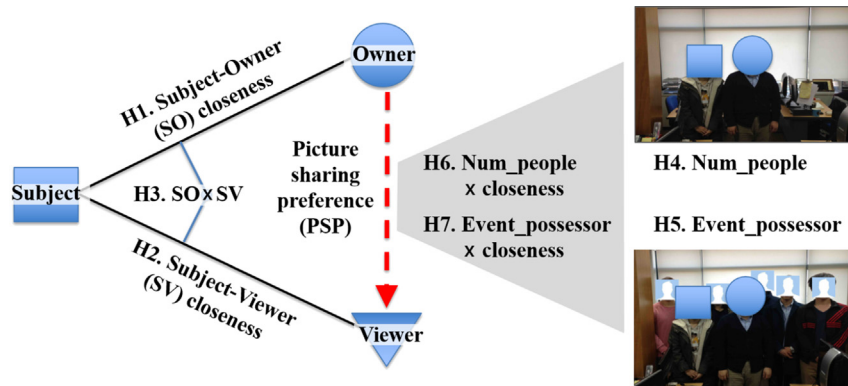 Owner
H1. Subject-Owner
(SO) closeness
Subject
H3. SO x SV
Picture
sharing
preference
(PSP)
H2. Subject-Viewer
(SV) closeness
Viewer
H6. Num_people
x closeness
H7. Event_possessor
x closeness
H4. Num_people
H5. Event_possessor